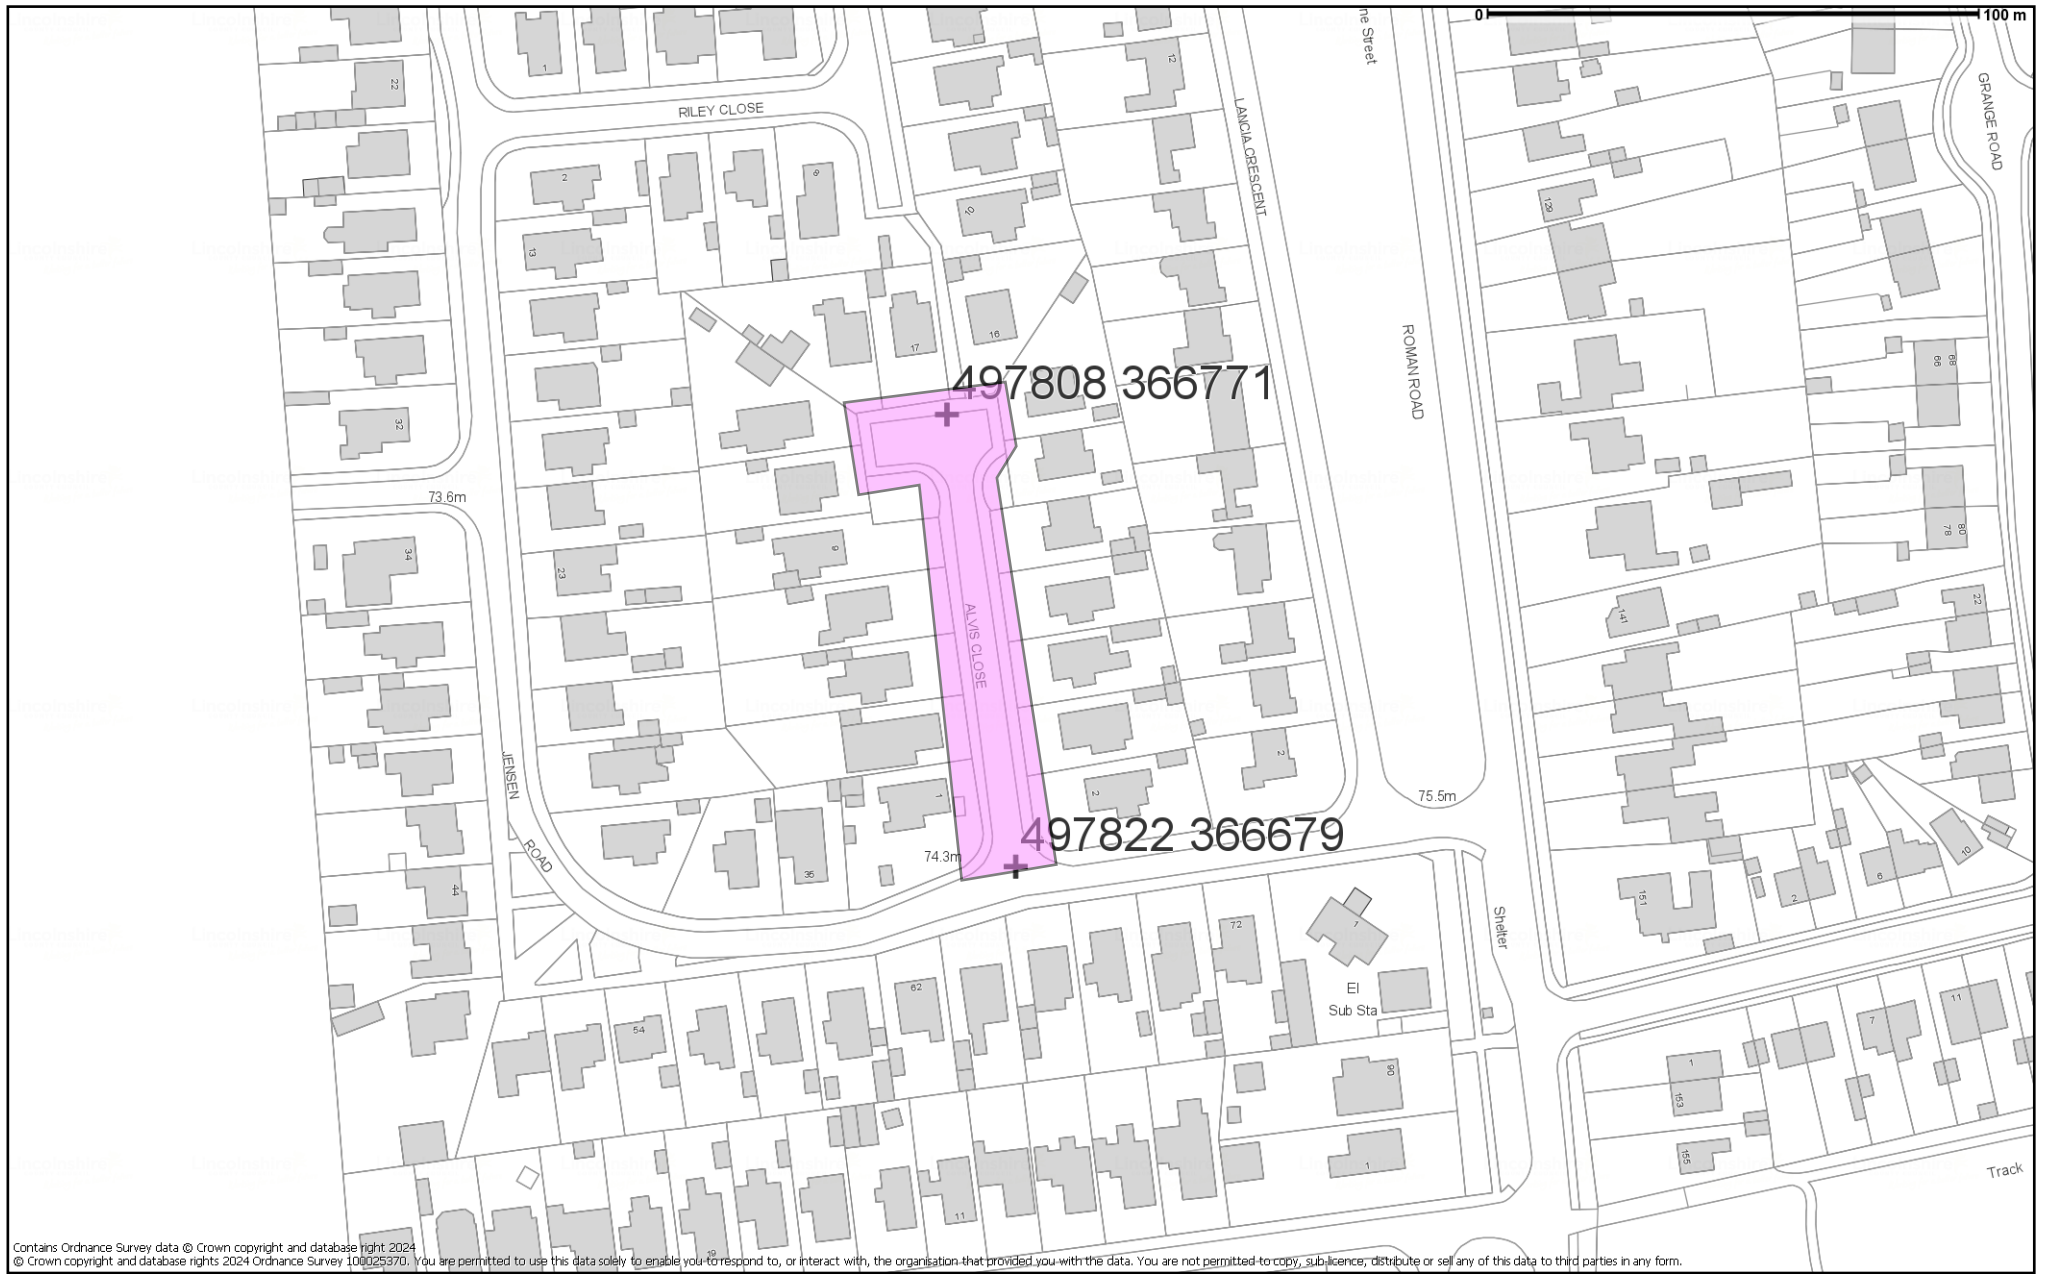 0 100 m
ne Street
22
1
12
GRANGE ROAD
RILEY CLOSE
LANCIA CRESCENT
2
8
10
129
13
16
17
ROMAN ROAD
68
66
497808 366771
32
73.6m
80
78
34
9
23
22
141
ALVIS CLOSE
JENSEN
ROAD
2
1
2
75.5m
497822 366679
74.3m
36
44
10
6
2
151
Shelter
72
7
El
Sub Sta
62
54
11
7
90
1
153
155
1
Track
11
19
Contains Ordnance Survey data © Crown copyright and database right 2024
© Crown copyright and database rights 2024 Ordnance Survey 100025370. You are permitted to use this data solely to enable you to respond to, or interact with, the organisation that provided you with the data. You are not permitted to copy, sub-licence, distribute or sell any of this data to third parties in any form.